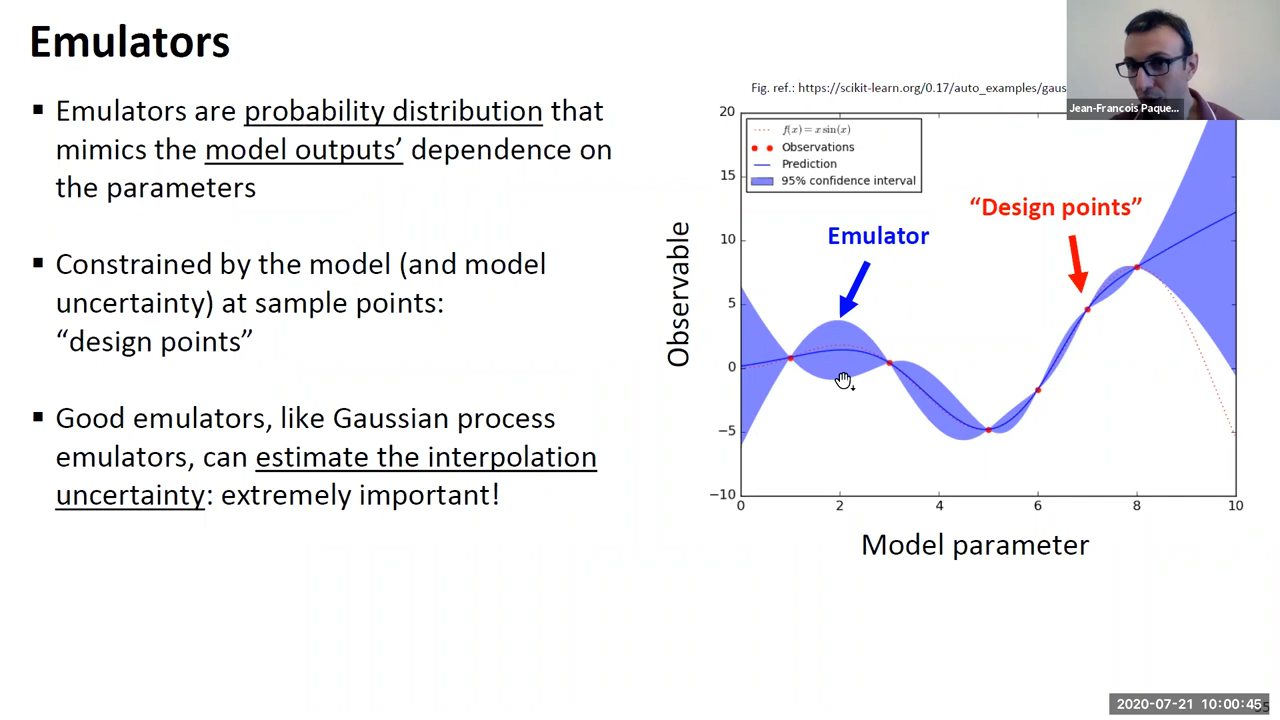 Emulators
▪ Emulators are probability distribution that
mimics the model outputs’ dependence on
the parameters
▪ Constrained by the model (and model
uncertainty) at sample points:
“design points”
▪ Good emulators, like Gaussian process
emulators, can estimate the interpolation
uncertainty: extremely important!
Fig. ref.: https://scikit-learn.org/0.17/auto_examples/gaus
Jean-Francois Paque...
f(x) = x sin(x)
Observations
Prediction
95% confidence interval
“Design points”
Emulator
Observable
20
15
10
5
0
−5
−10
0 2 4 6 8 10
Model parameter
2020-07-21 10:00:45